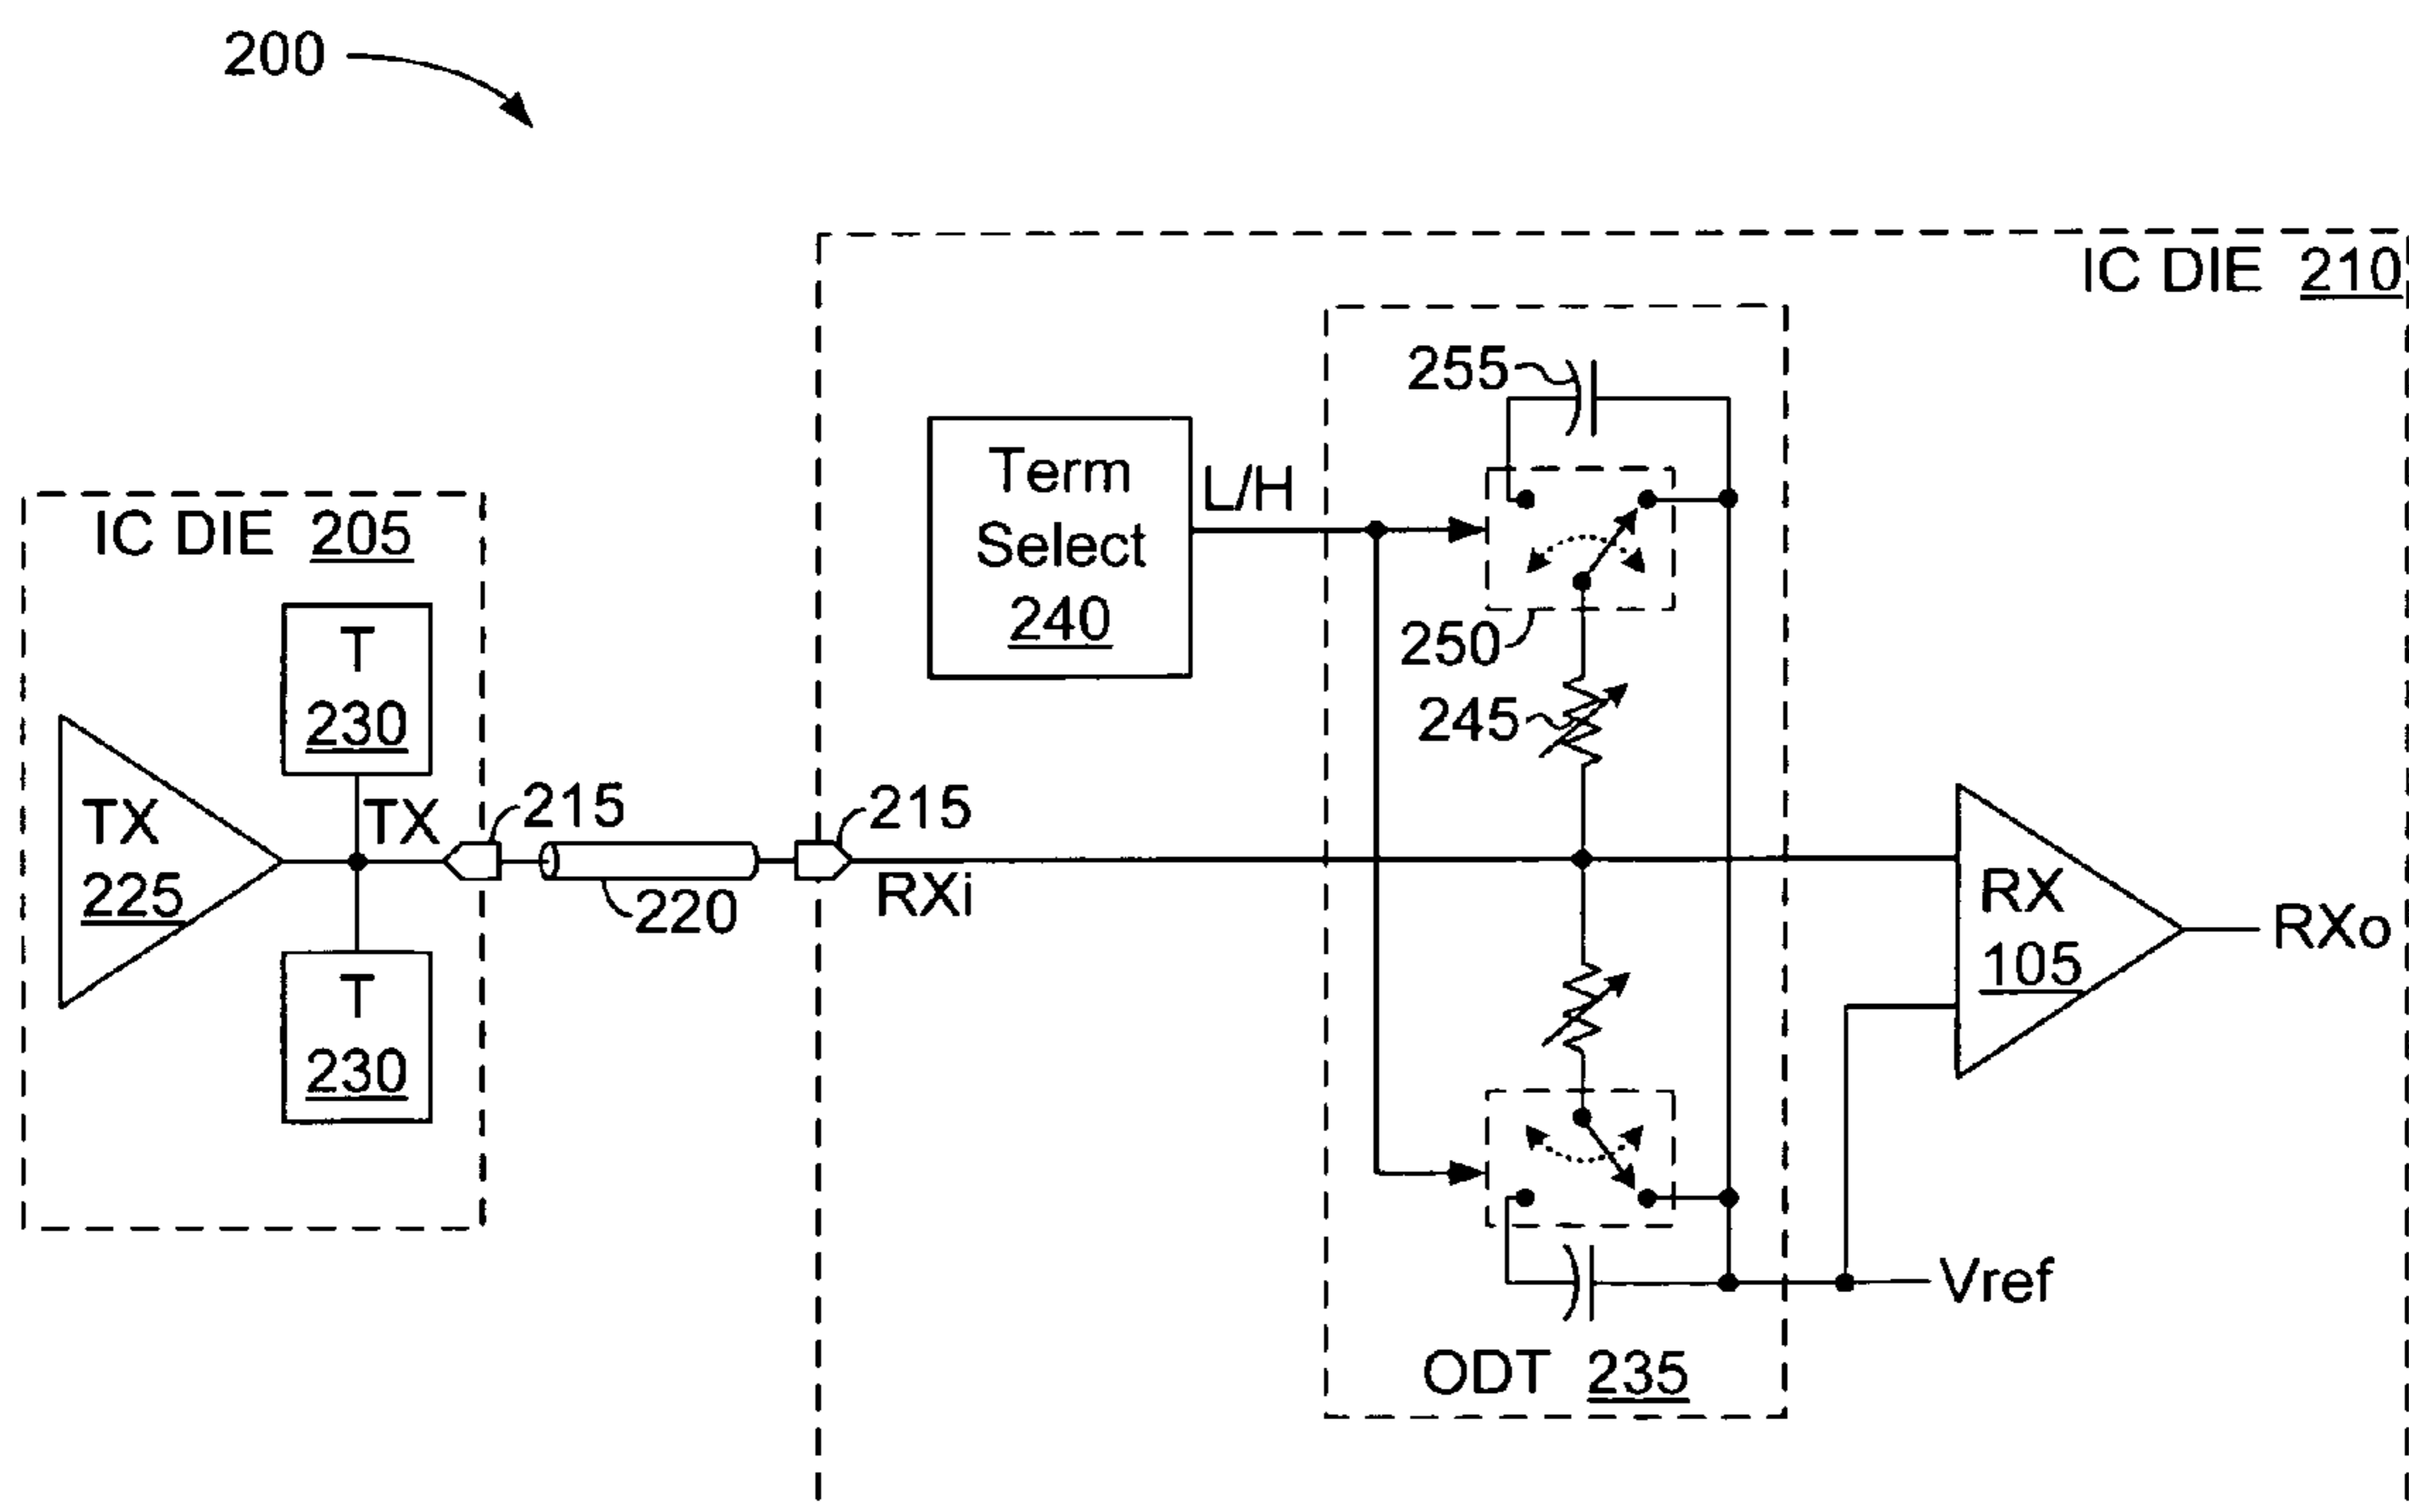 200
IC DIE 210
255
Term
Select
240
L/H
IC DIE 205
T
230
250
245
TX
225
TX
215
220
215
RXi
RX
105
RXo
T
230
Vref
ODT 235